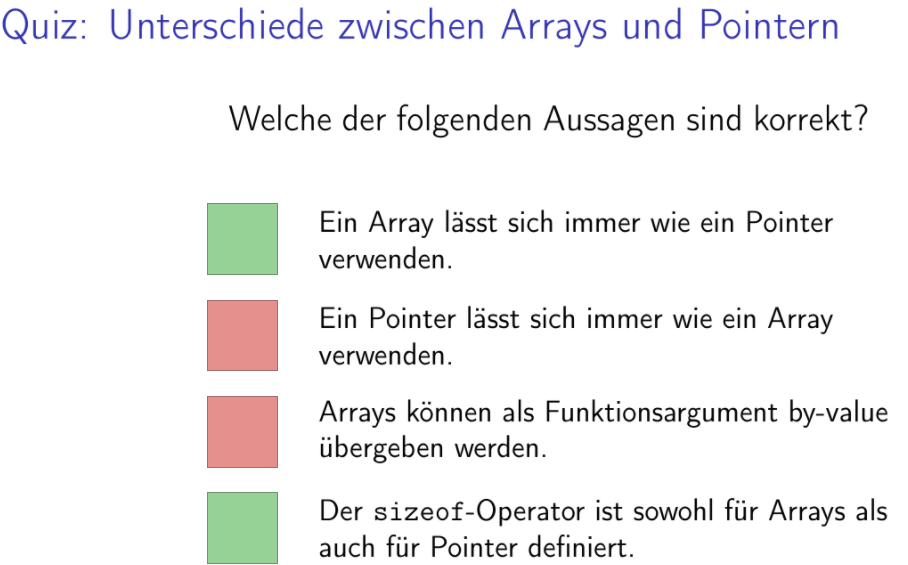 Quiz: Unterschiede zwischen Arrays und Pointern
Welche der folgenden Aussagen sind korrekt?
Ein Array lässt sich immer wie ein Pointer
verwenden.
Ein Pointer lässt sich immer wie ein Array
verwenden.
Arrays können als Funktionsargument by-value
übergeben werden.
Der sizeof-Operator ist sowohl für Arrays als
auch für Pointer definiert.